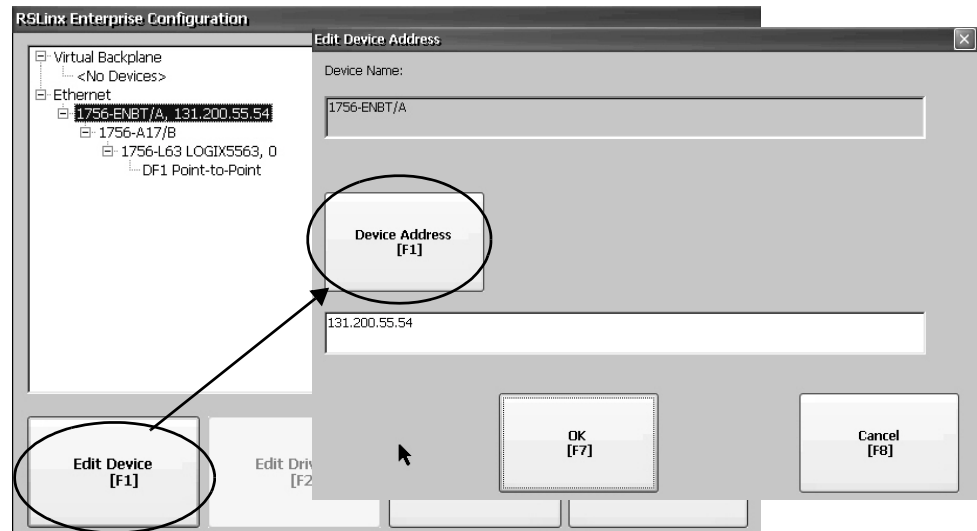 RSLinx Enterprise Configuration
Virtual Backplane
<No Devices>
Ethernet
1756-ENBT/A, 131.200.55.54
1756-A17/B
1756-L63 LOGIX5563, 0
DF1 Point-to-Point
Edit Device
[F1]
Edit
[F2
Edit Device Address
Device Name:
1756-ENBT/A
Device Address
[F1]
131.200.55.54
OK
[F7]
Cancel
[F8]